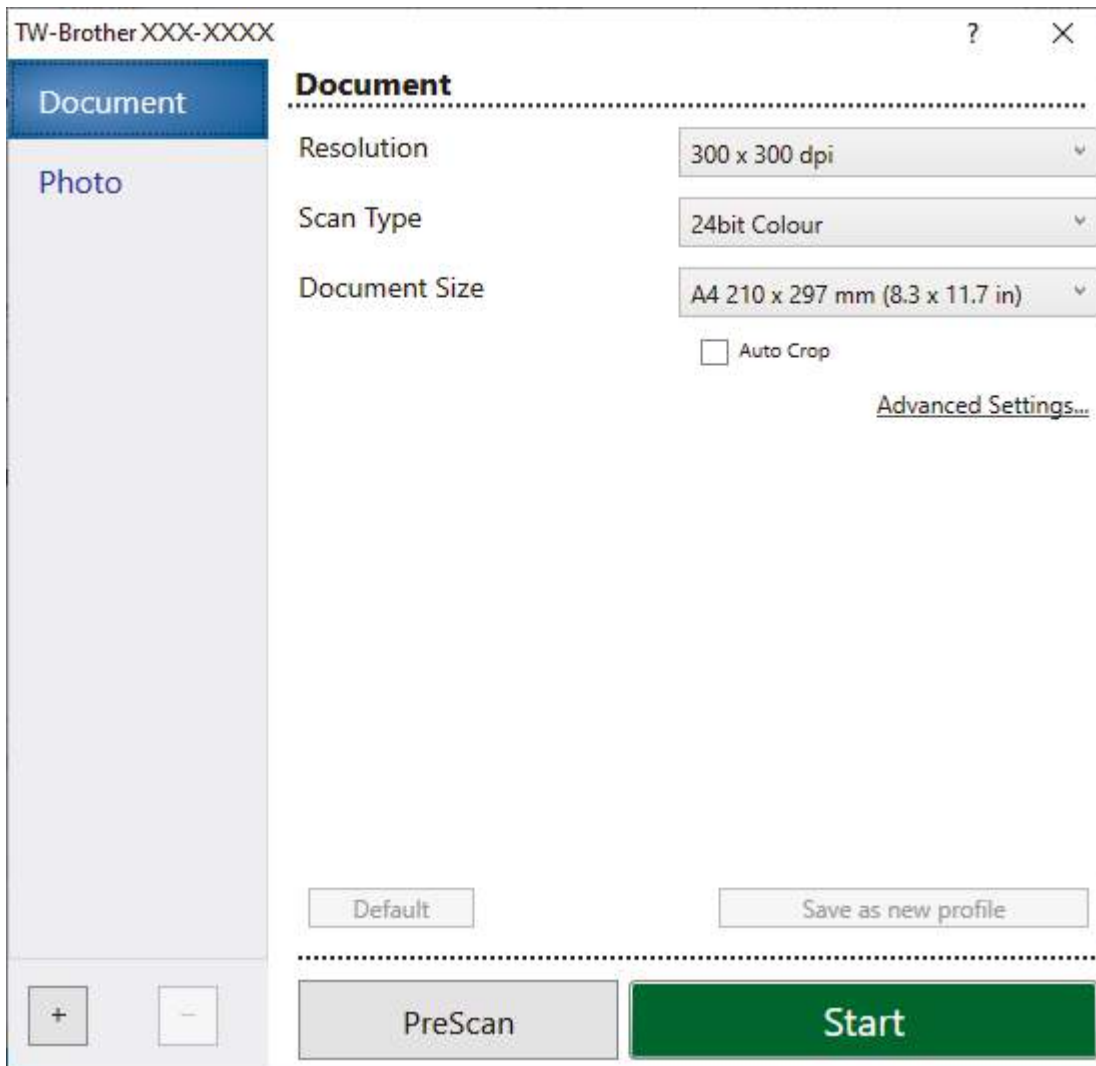 TW-Brother XXX-XXXX ?
Document
Photo
Document
Resolution 300 x 300 dpi
Scan Type 24bit Colour
Document Size A4 210 x 297 mm (8.3 x 11.7 in)
Auto Crop
Advanced Settings...
Default Save as new profile
+ − PreScan Start